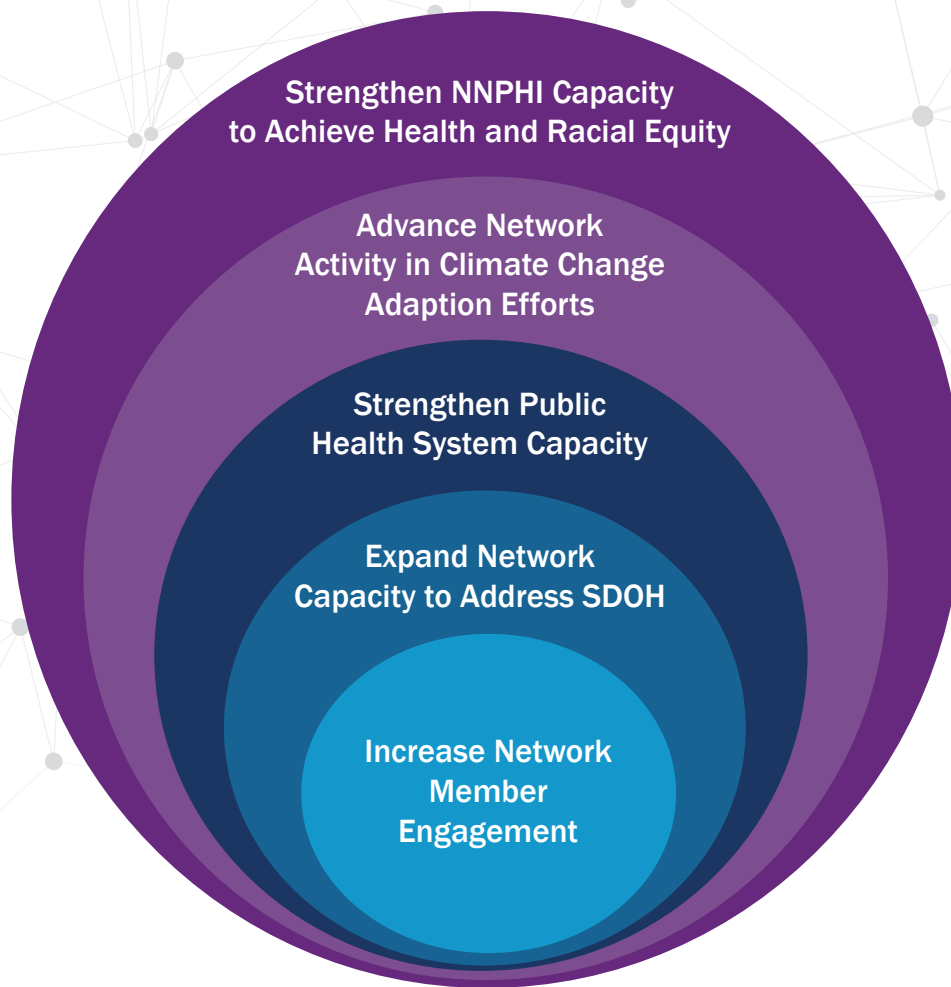 Strengthen NNPHI Capacity
to Achieve Health and Racial Equity
Advance Network
Activity in Climate Change
Adaption Efforts
Strengthen Public
Health System Capacity
Expand Network
Capacity to Address SDOH
Increase Network
Member
Engagement